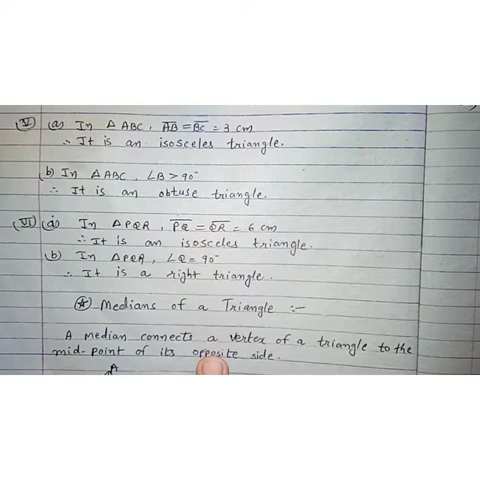 (V) (a) In △ ABC, AB = BC = 3 cm
∴ It is an isosceles triangle.
(b) In △ ABC, ∠B > 90°
∴ It is an obtuse triangle.
(VI) (a) In △ PQR, PQ = QR = 6 cm
∴ It is an isosceles triangle.
(b) In △ PQR, ∠Q = 90°
∴ It is a right triangle.
Medians of a Triangle :-
A median connects a vertex of a triangle to the
mid-point of its opposite side.
A